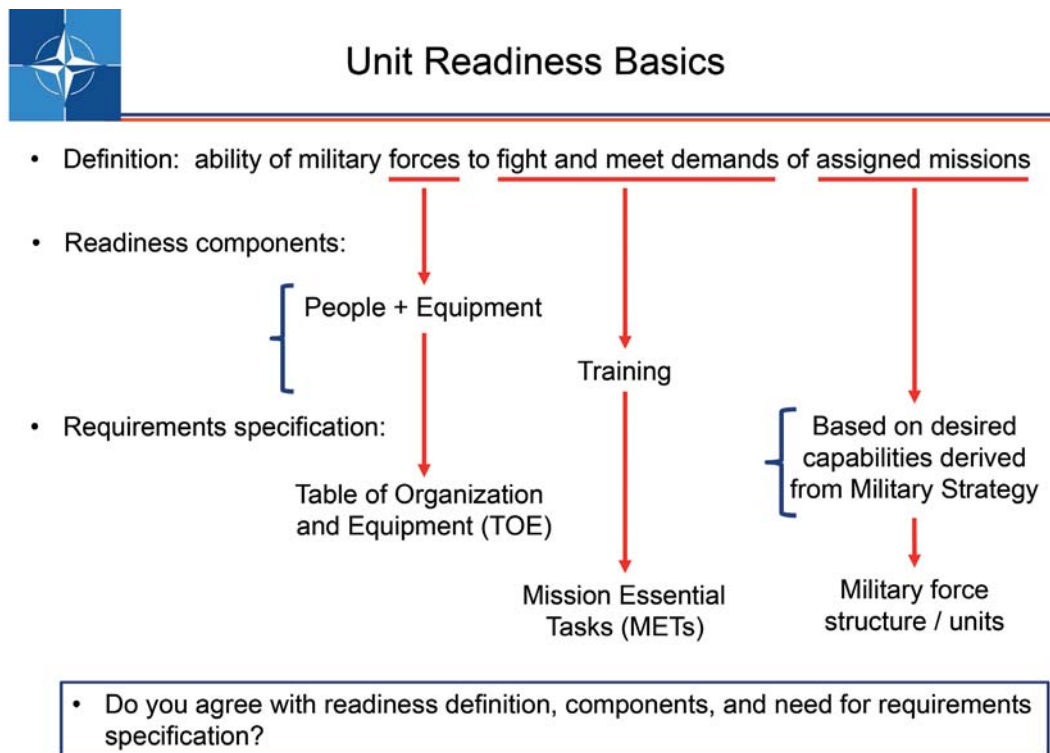 Unit Readiness Basics
• Definition: ability of military forces to fight and meet demands of assigned missions
• Readiness components:
People + Equipment
Training
• Requirements specification:
Based on desired
capabilities derived
from Military Strategy
Table of Organization
and Equipment (TOE)
Mission Essential
Tasks (METs)
Military force
structure / units
• Do you agree with readiness definition, components, and need for requirements
specification?